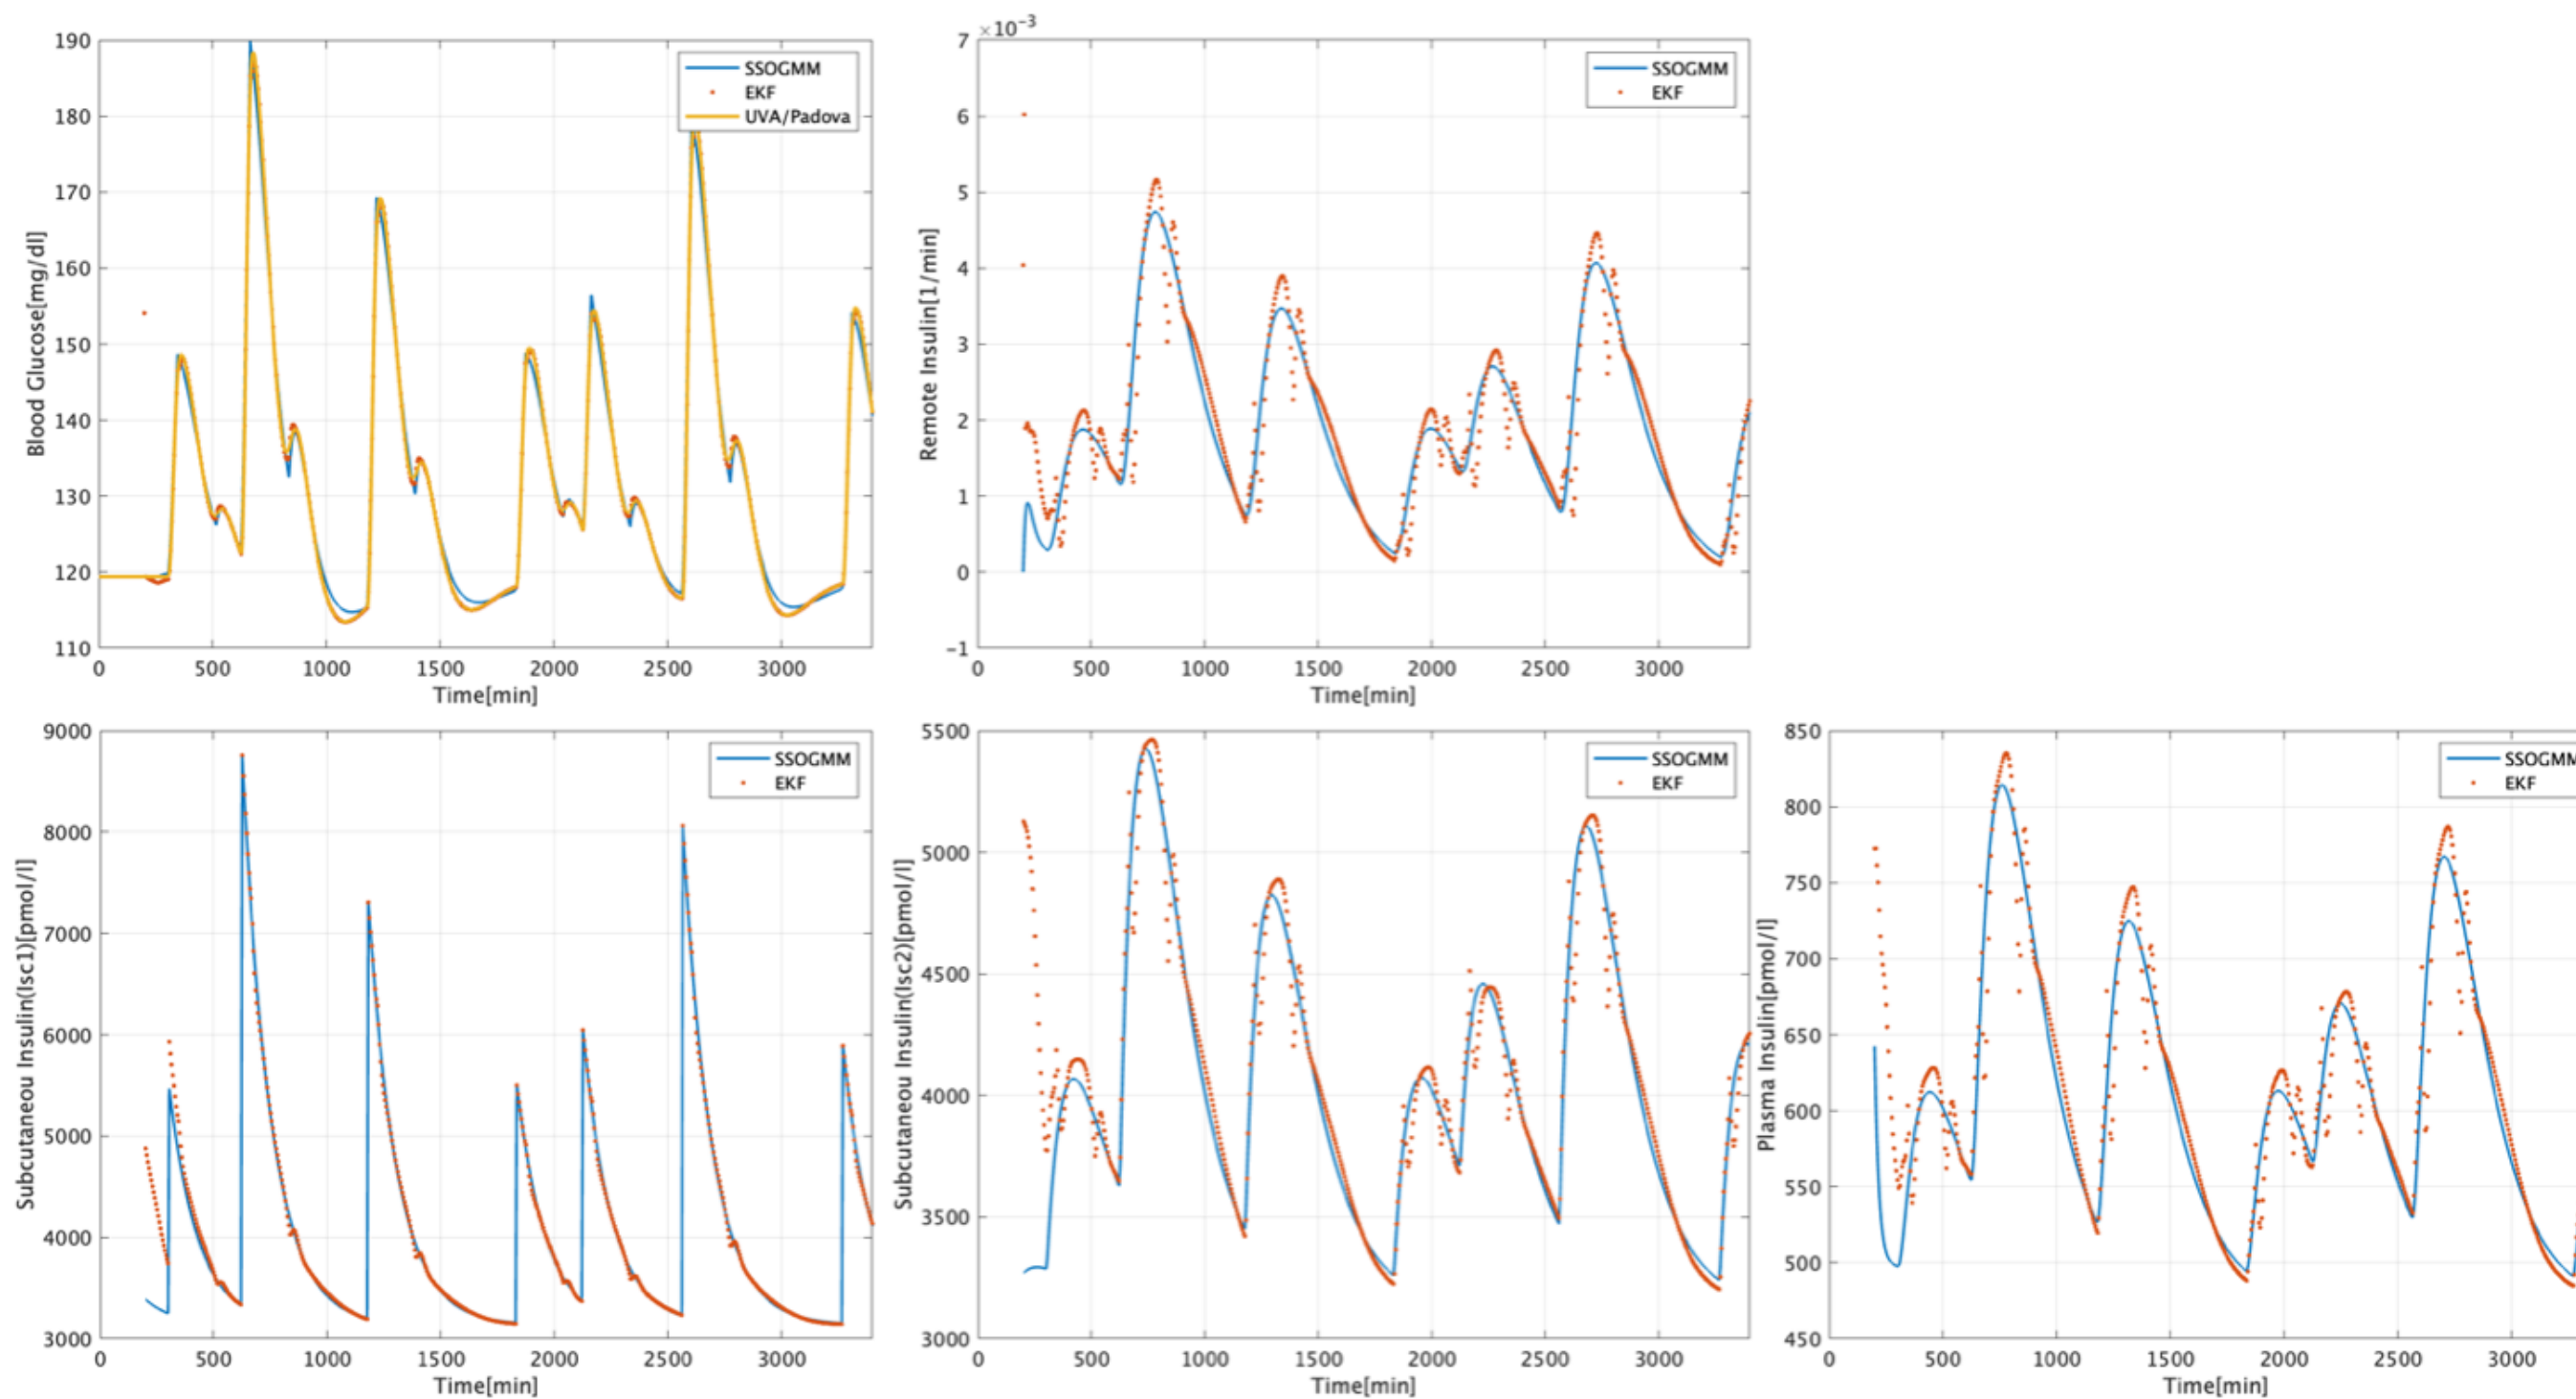 ×10⁻³
190
180
170
160
150
140
130
120
110
Blood Glucose[mg/dl]
SSOGMM
EKF
UVA/Padova
0 500 1000 1500 2000 2500 3000
Time[min]
7
6
5
4
3
2
1
0
−1
Remote Insulin[1/min]
SSOGMM
EKF
0 500 1000 1500 2000 2500 3000
Time[min]
9000
8000
7000
6000
5000
4000
3000
Subcutaneou Insulin(Isc1)[pmol/l]
SSOGMM
EKF
0 500 1000 1500 2000 2500 3000
Time[min]
5500
5000
4500
4000
3500
3000
Subcutaneou Insulin(Isc2)[pmol/l]
SSOGMM
EKF
0 500 1000 1500 2000 2500 3000
Time[min]
850
800
750
700
650
600
550
500
450
Plasma Insulin[pmol/l]
SSOGMM
EKF
0 500 1000 1500 2000 2500 3000
Time[min]